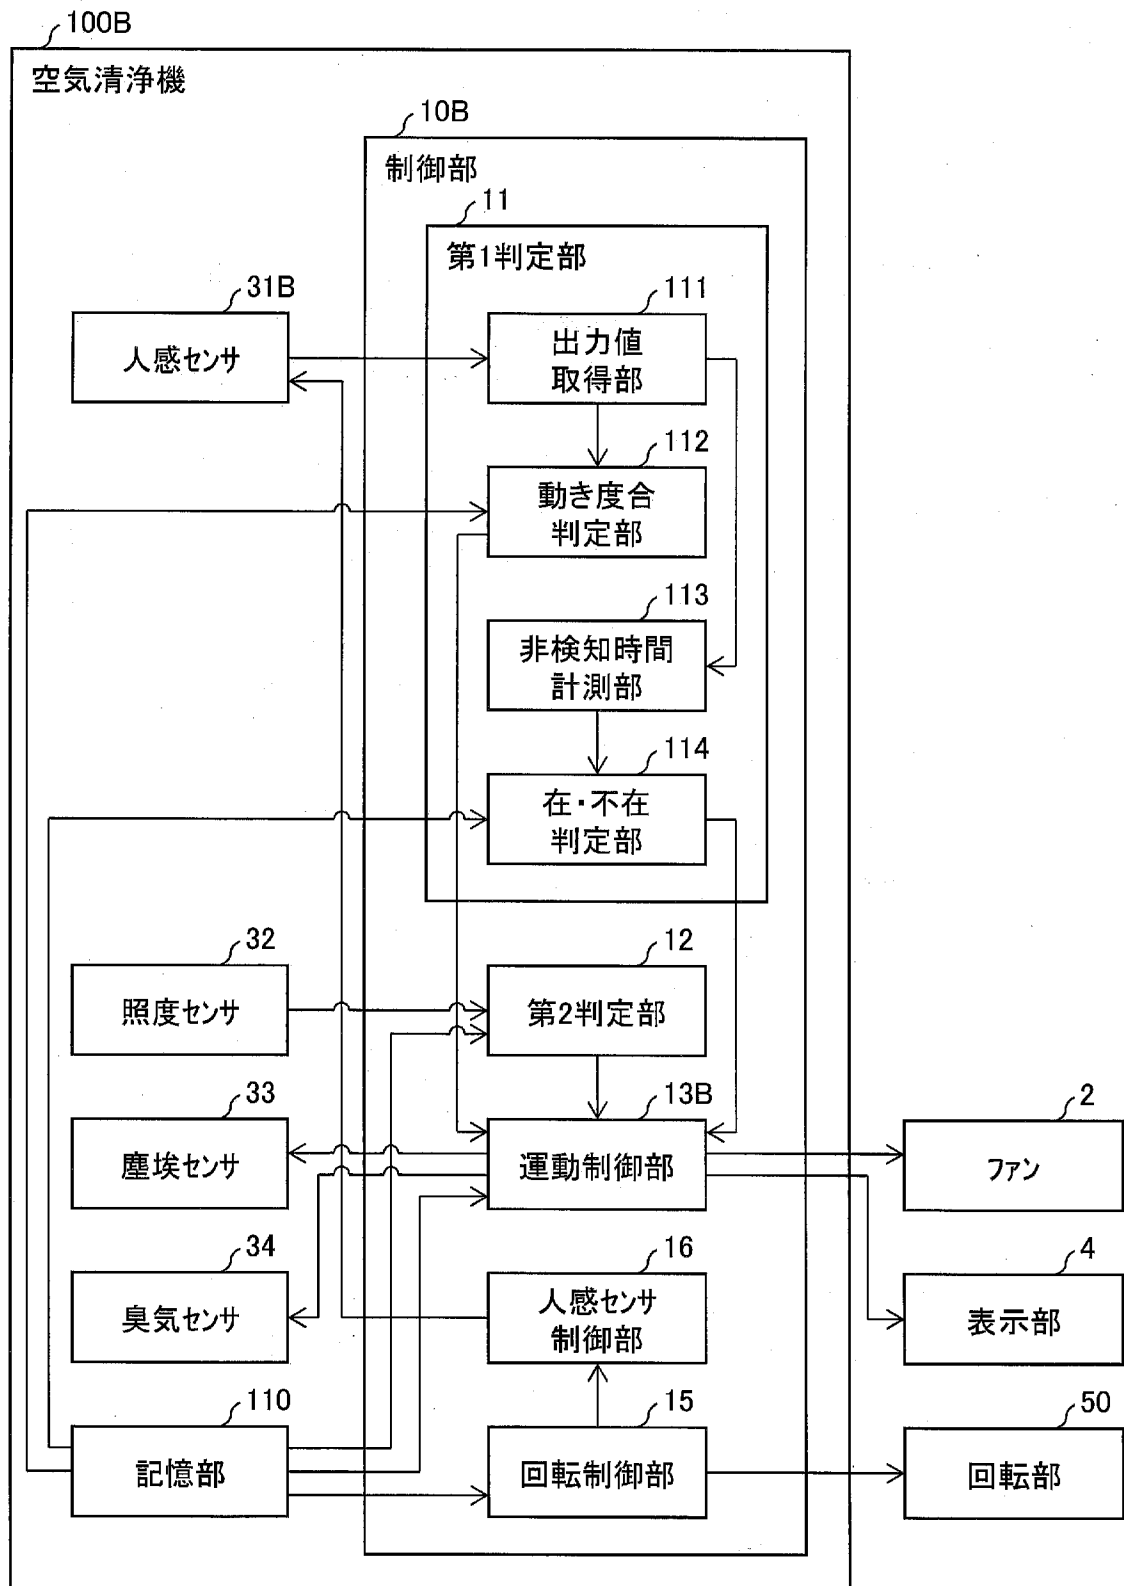 100B
空気清浄機
10B
制御部
11
第1判定部
31B
人感センサ
111
出力値
取得部
112
動き度合
判定部
113
非検知時間
計測部
114
在・不在
判定部
32
照度センサ
12
第2判定部
33
塵埃センサ
13B
運動制御部
2
ファン
34
臭気センサ
16
人感センサ
制御部
4
表示部
110
記憶部
15
回転制御部
50
回転部